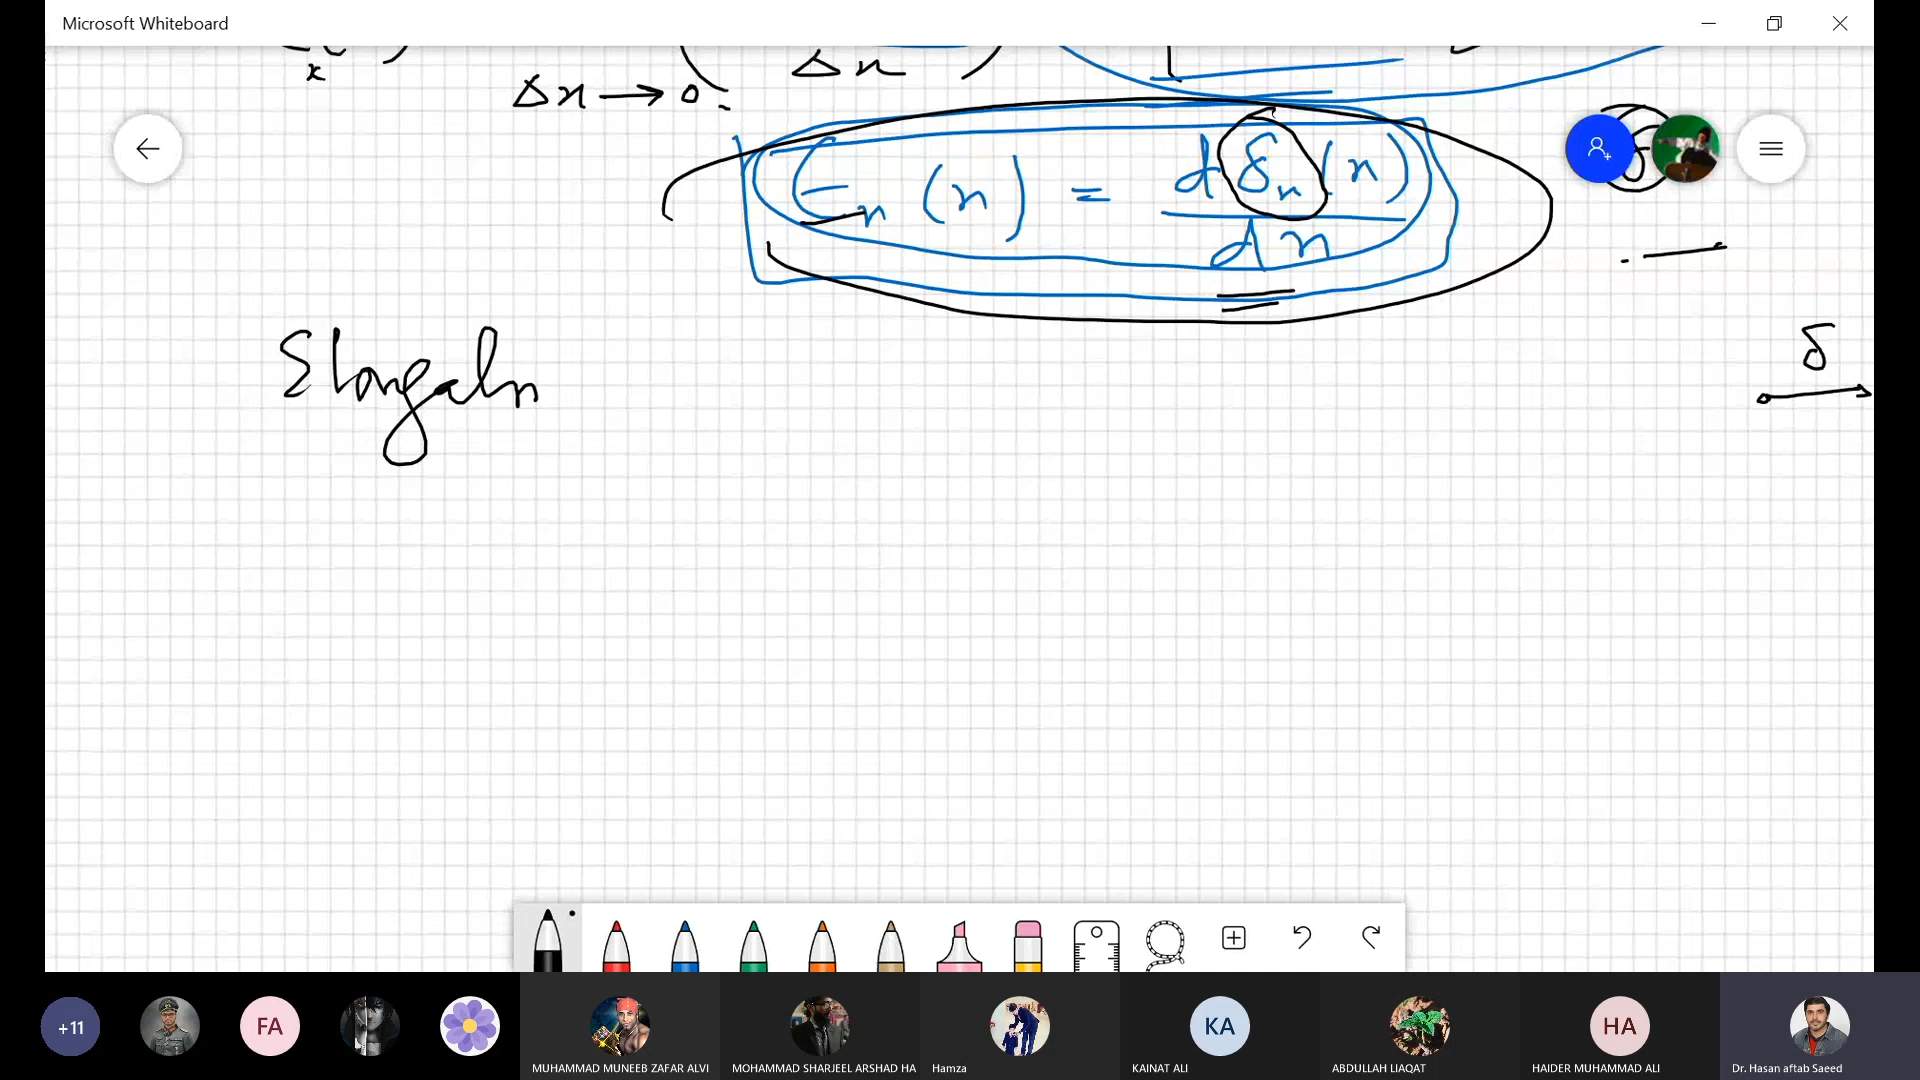 Microsoft Whiteboard
x
Δx
Δx → 0
ϵx (x) = dδx (x)
dx
δ
Elongatn
+11
FA
KA
HA
MUHAMMAD MUNEEB ZAFAR ALVI
MOHAMMAD SHARJEEL ARSHAD HA
Hamza
KAINAT ALI
ABDULLAH LIAQAT
HAIDER MUHAMMAD ALI
Dr. Hasan aftab Saeed